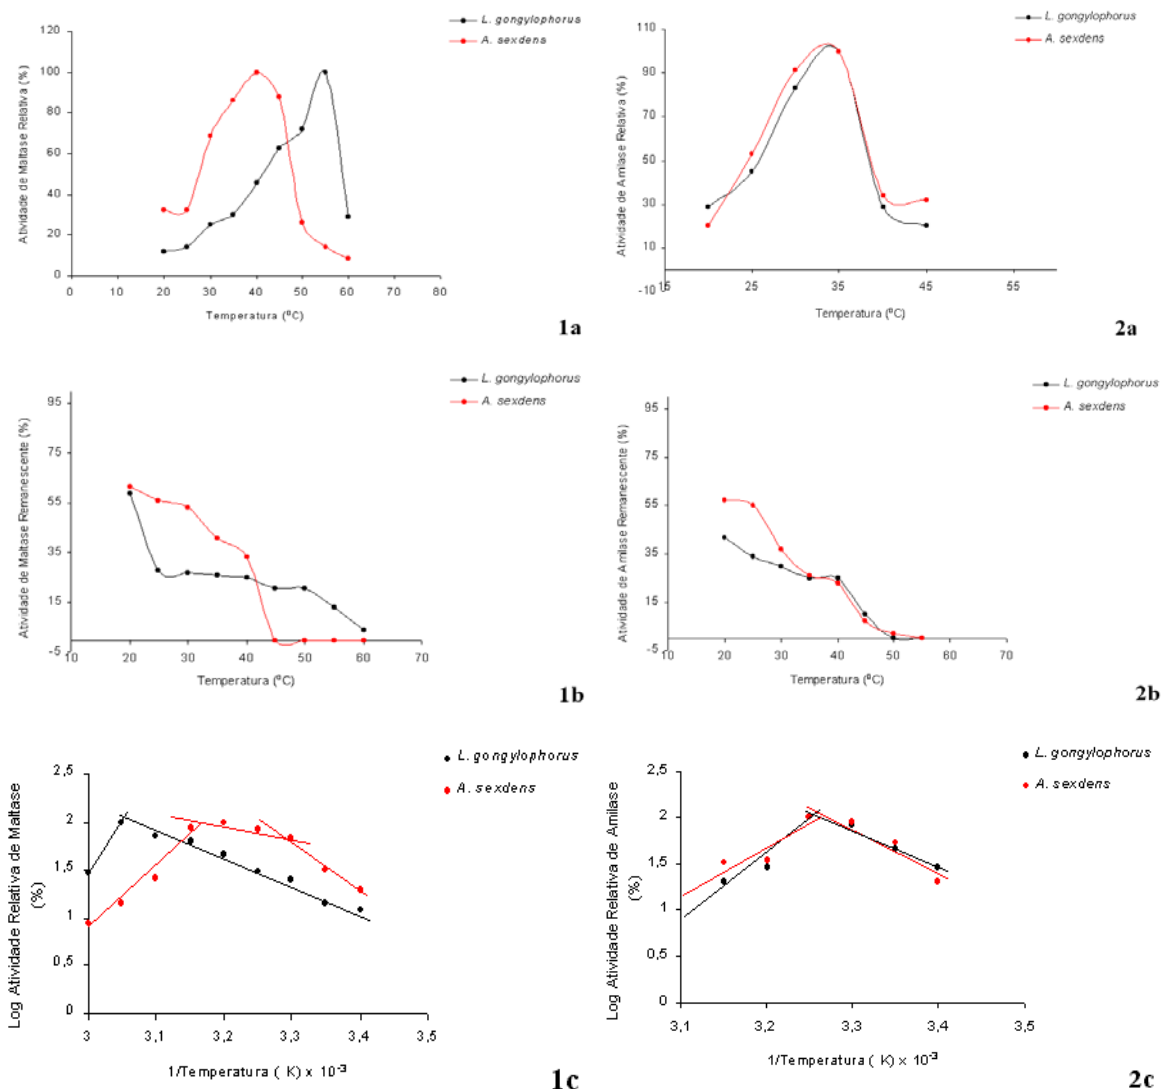 L. gongylophorus
A. sexdens
Atividade de Maltase Relativa (%)
120
100
80
60
40
20
0
0 10 20 30 40 50 60 70 80
Temperatura (ºC)
1a
L. gongylophorus
A. sexdens
Atividade de Amilase Relativa (%)
110
90
70
50
30
10
-10
15 25 35 45 55
Temperatura (ºC)
2a
L. gongylophorus
A. sexdens
Atividade de Maltase Remanescente (%)
95
75
55
35
15
-5
10 20 30 40 50 60 70
Temperatura (ºC)
1b
L. gongylophorus
A. sexdens
Atividade de Amilase Remanescente (%)
95
75
55
35
15
-5
10 20 30 40 50 60 70
Temperatura (ºC)
2b
L. gongylophorus
A. sexdens
Log Atividade Relativa de Maltase
(%)
2,5
2
1,5
1
0,5
0
3 3,1 3,2 3,3 3,4 3,5
1/Temperatura ( K) x 10⁻³
1c
L. gongylophorus
A. sexdens
Log Atividade Relativa de Amilase
(%)
2,5
2
1,5
1
0,5
0
3,1 3,2 3,3 3,4 3,5
1/Temperatura ( K) x 10⁻³
2c